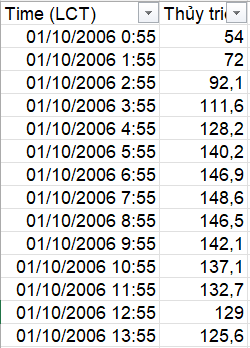 Time (LCT) Thủy tri
01/10/2006 0:55 54
01/10/2006 1:55 72
01/10/2006 2:55 92,1
01/10/2006 3:55 111,6
01/10/2006 4:55 128,2
01/10/2006 5:55 140,2
01/10/2006 6:55 146,9
01/10/2006 7:55 148,6
01/10/2006 8:55 146,5
01/10/2006 9:55 142,1
01/10/2006 10:55 137,1
01/10/2006 11:55 132,7
01/10/2006 12:55 129
01/10/2006 13:55 125,6